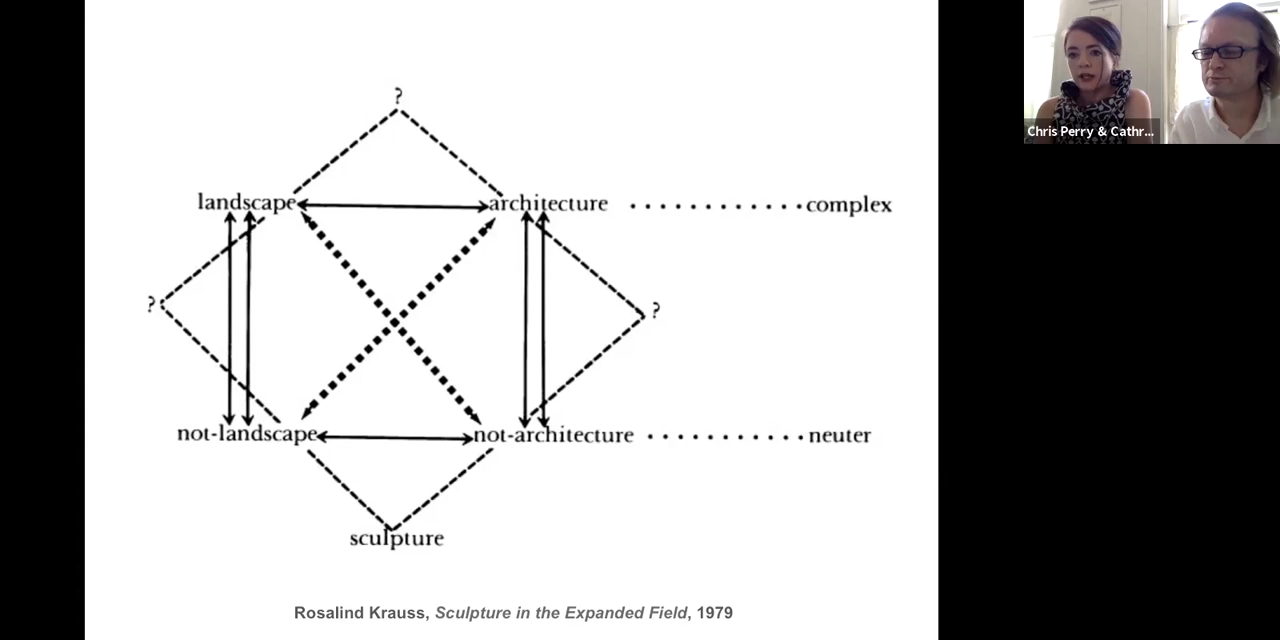 Chris Perry & Cathr...
?
landscape architecture ............ complex
? ?
not-landscape not-architecture ........... neuter
sculpture
Rosalind Krauss, Sculpture in the Expanded Field, 1979